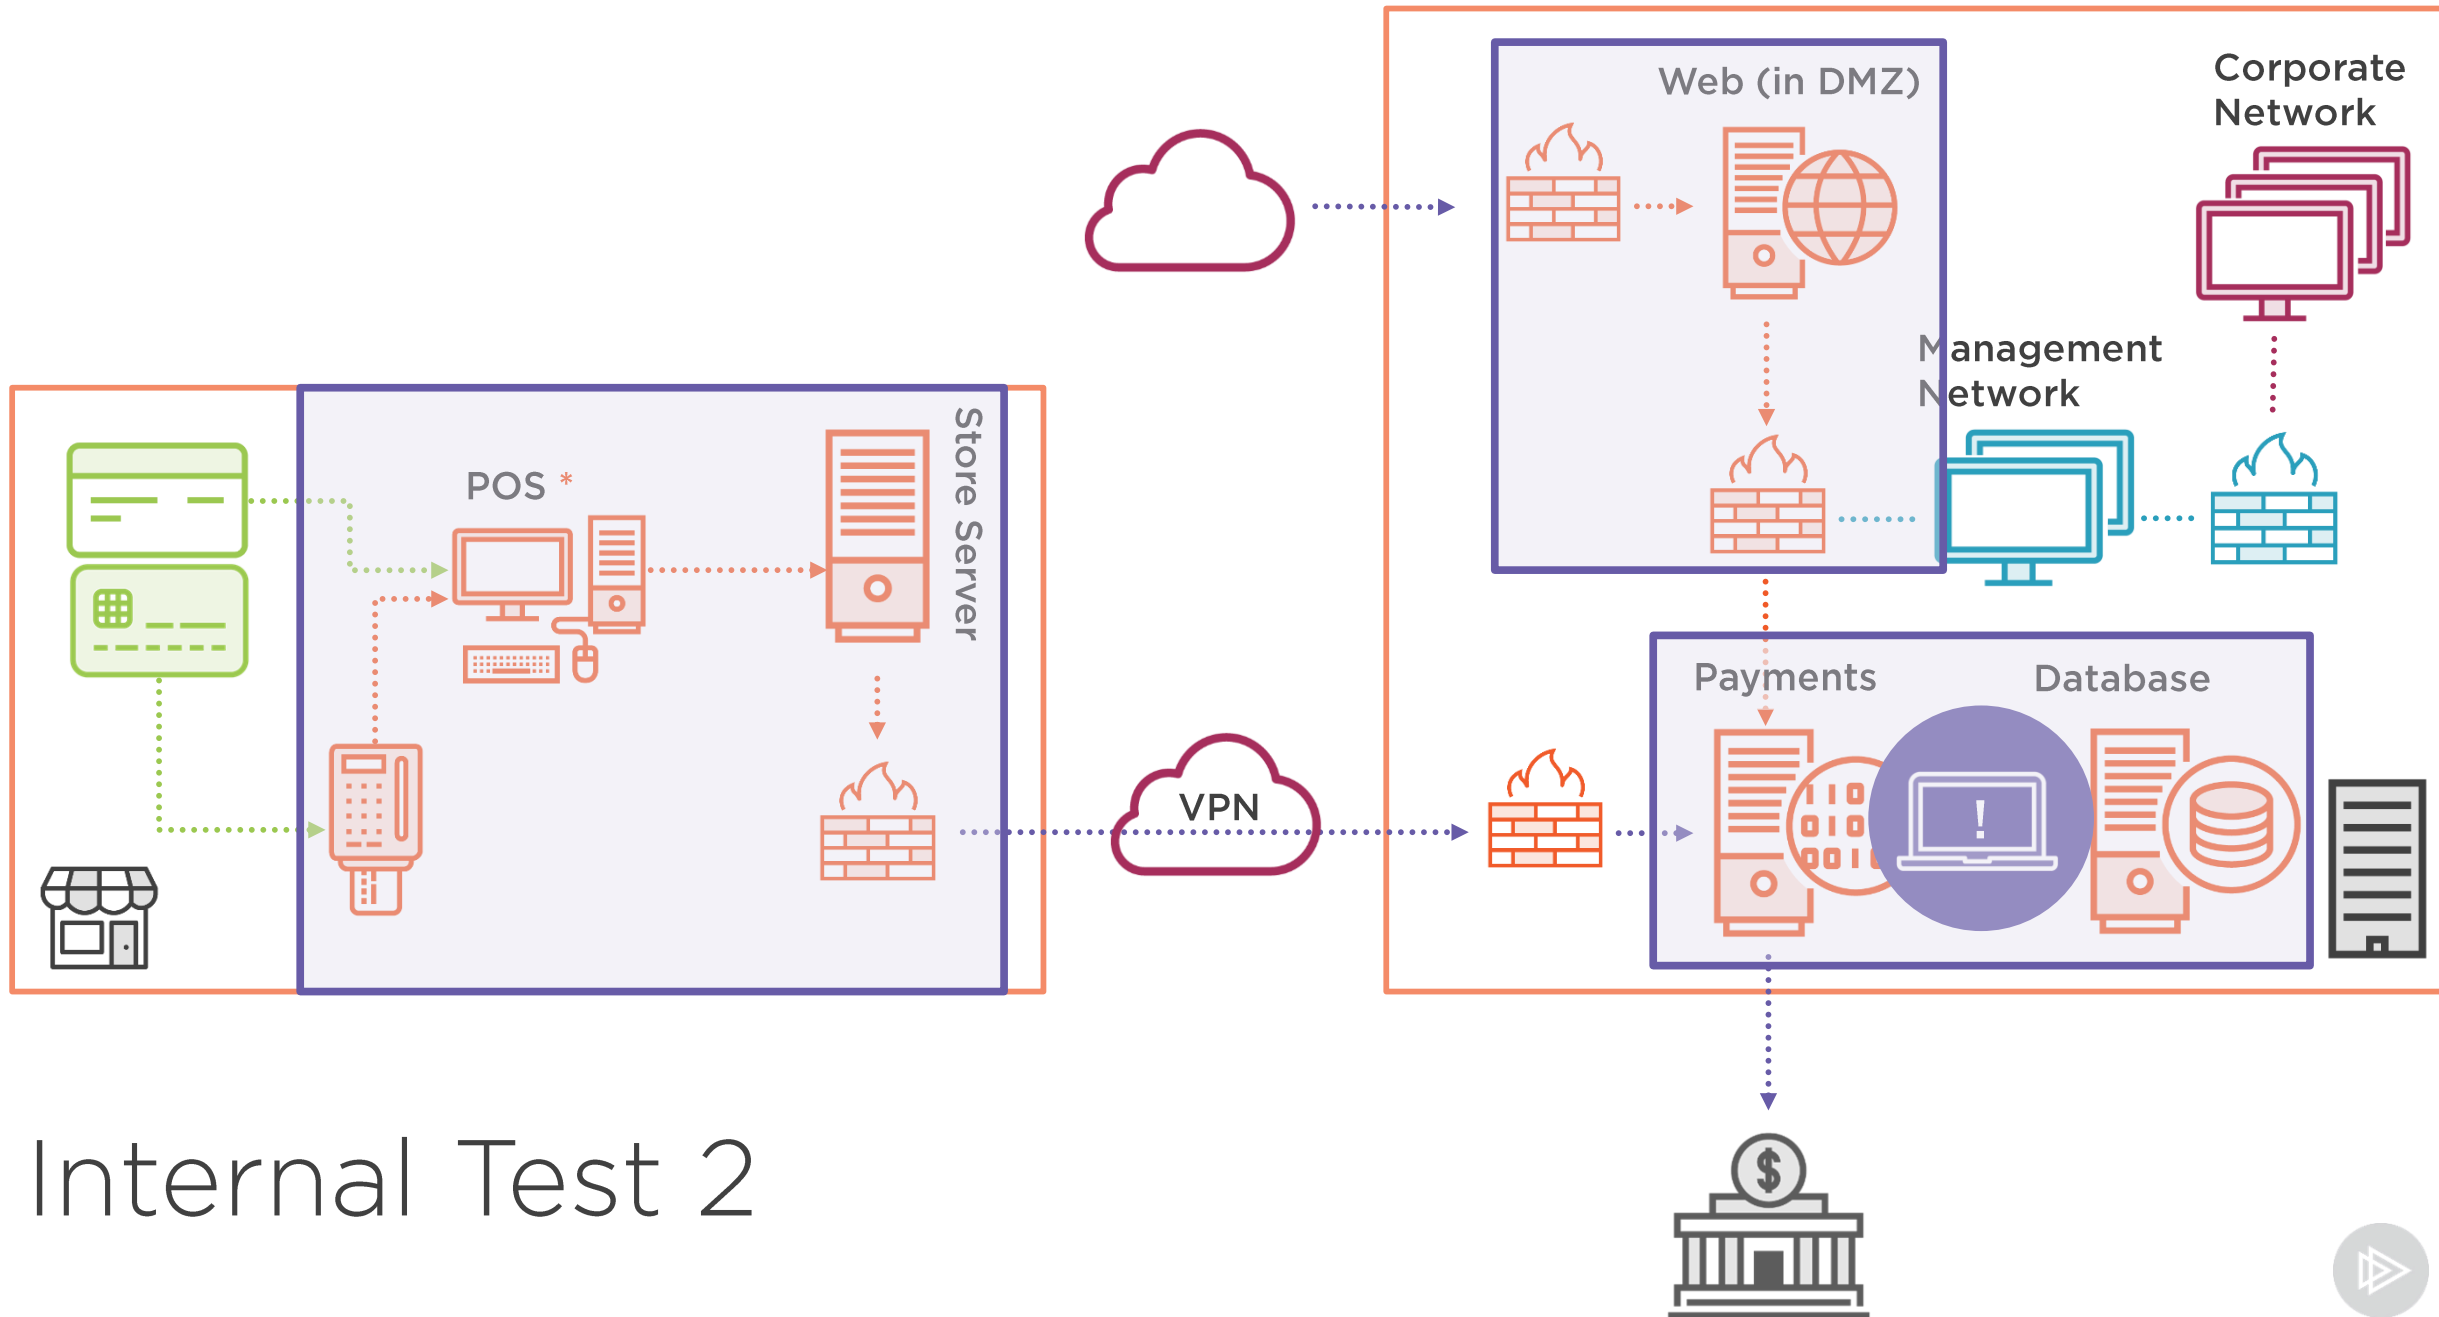 Web (in DMZ)
Corporate
Network
Management
Network
POS *
Store Server
Payments
Database
VPN
!
$
Internal Test 2